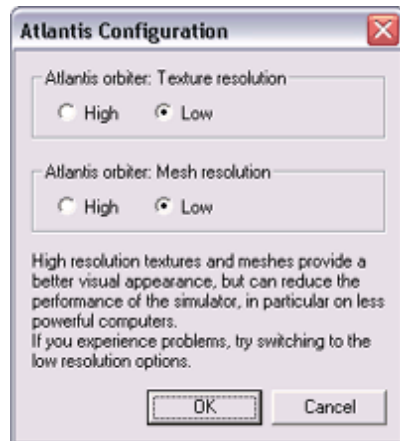 Atlantis Configuration
Atlantis orbiter: Texture resolution
High Low
Atlantis orbiter: Mesh resolution
High Low
High resolution textures and meshes provide a
better visual appearance, but can reduce the
performance of the simulator, in particular on less
powerful computers.
If you experience problems, try switching to the
low resolution options.
OK Cancel